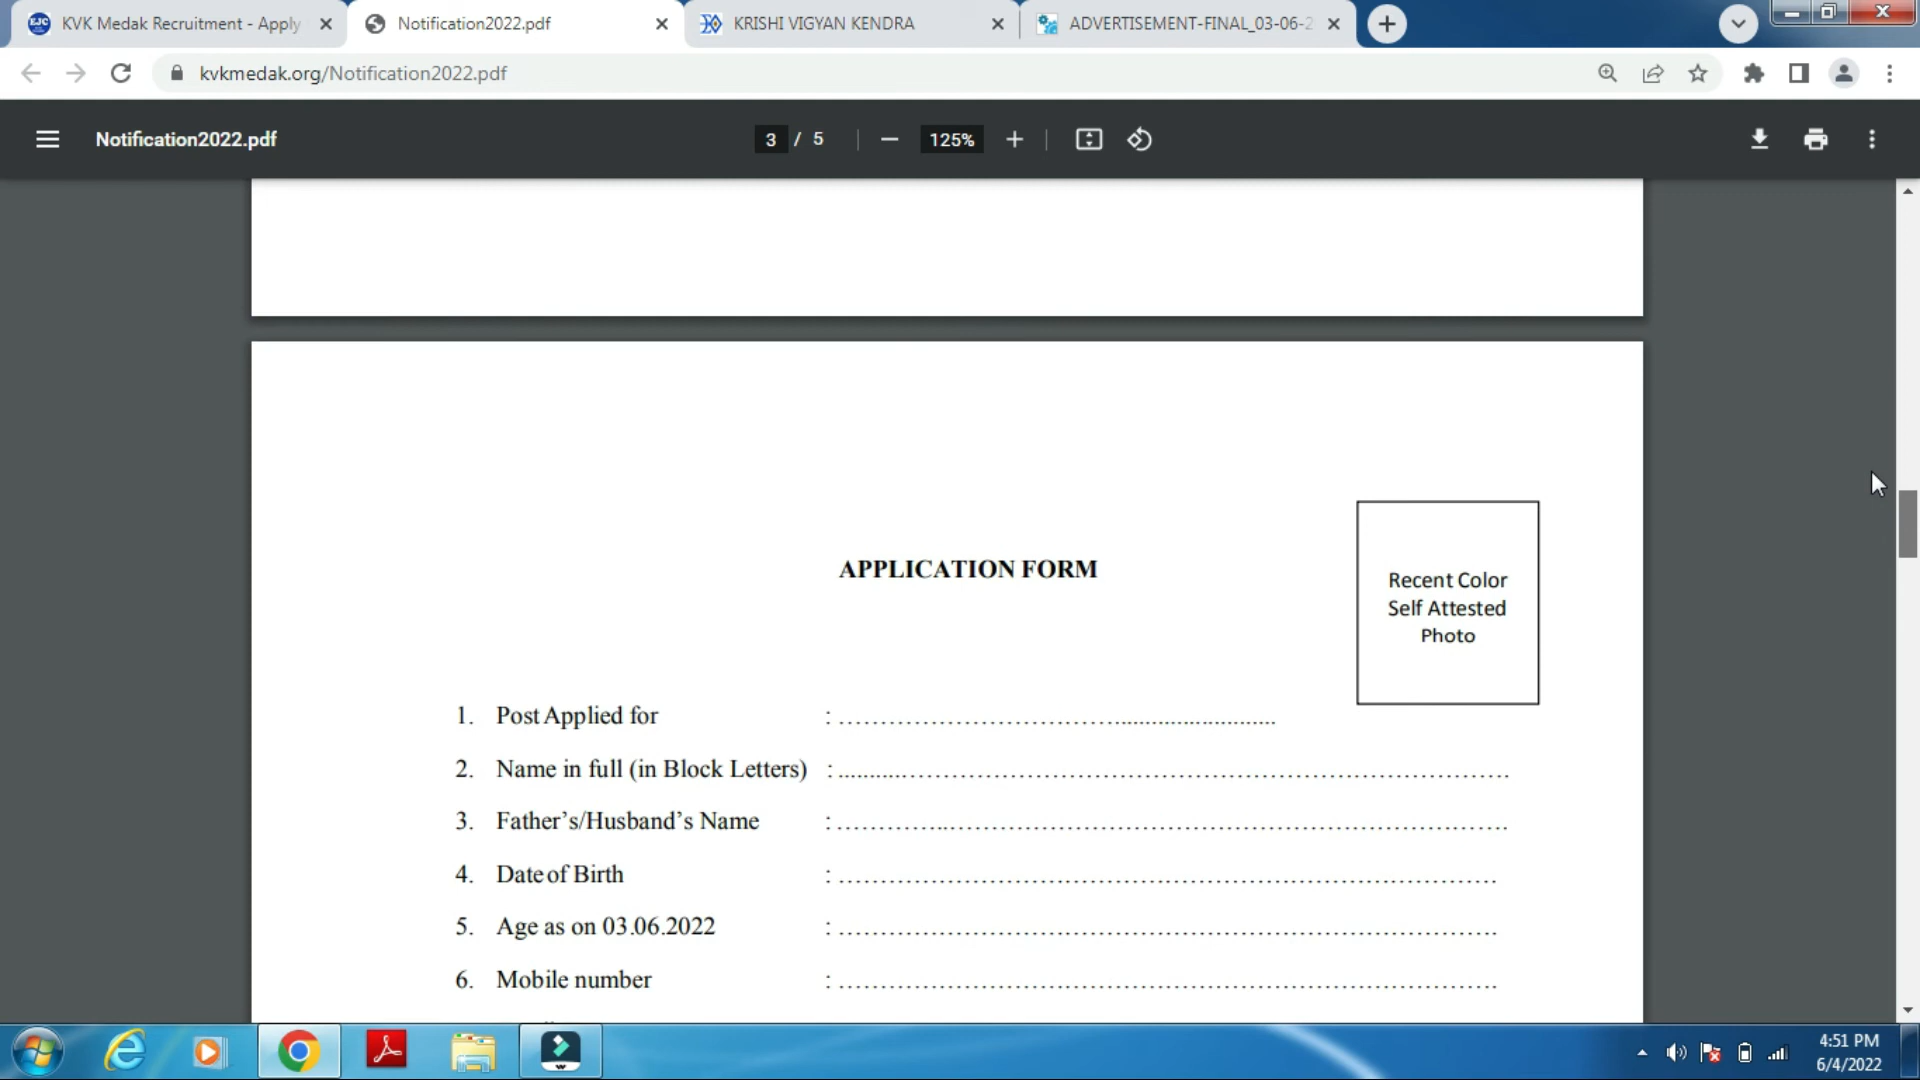 KVK Medak Recruitment - Apply
Notification2022.pdf
KRISHI VIGYAN KENDRA
ADVERTISEMENT-FINAL_03-06-2
kvkmedak.org/Notification2022.pdf
Notification2022.pdf
3 / 5
125%
APPLICATION FORM
Recent Color
Self Attested
Photo
1. Post Applied for : ……………………………..........................
2. Name in full (in Block Letters) : ..........……………………………………………………………….
3. Father's/Husband's Name : …………..………………………………………………………….
4. Date of Birth : ……………………………………………………………………
5. Age as on 03.06.2022 : ……………………………………………………………………
6. Mobile number : ……………………………………………………………………
4:51 PM
6/4/2022